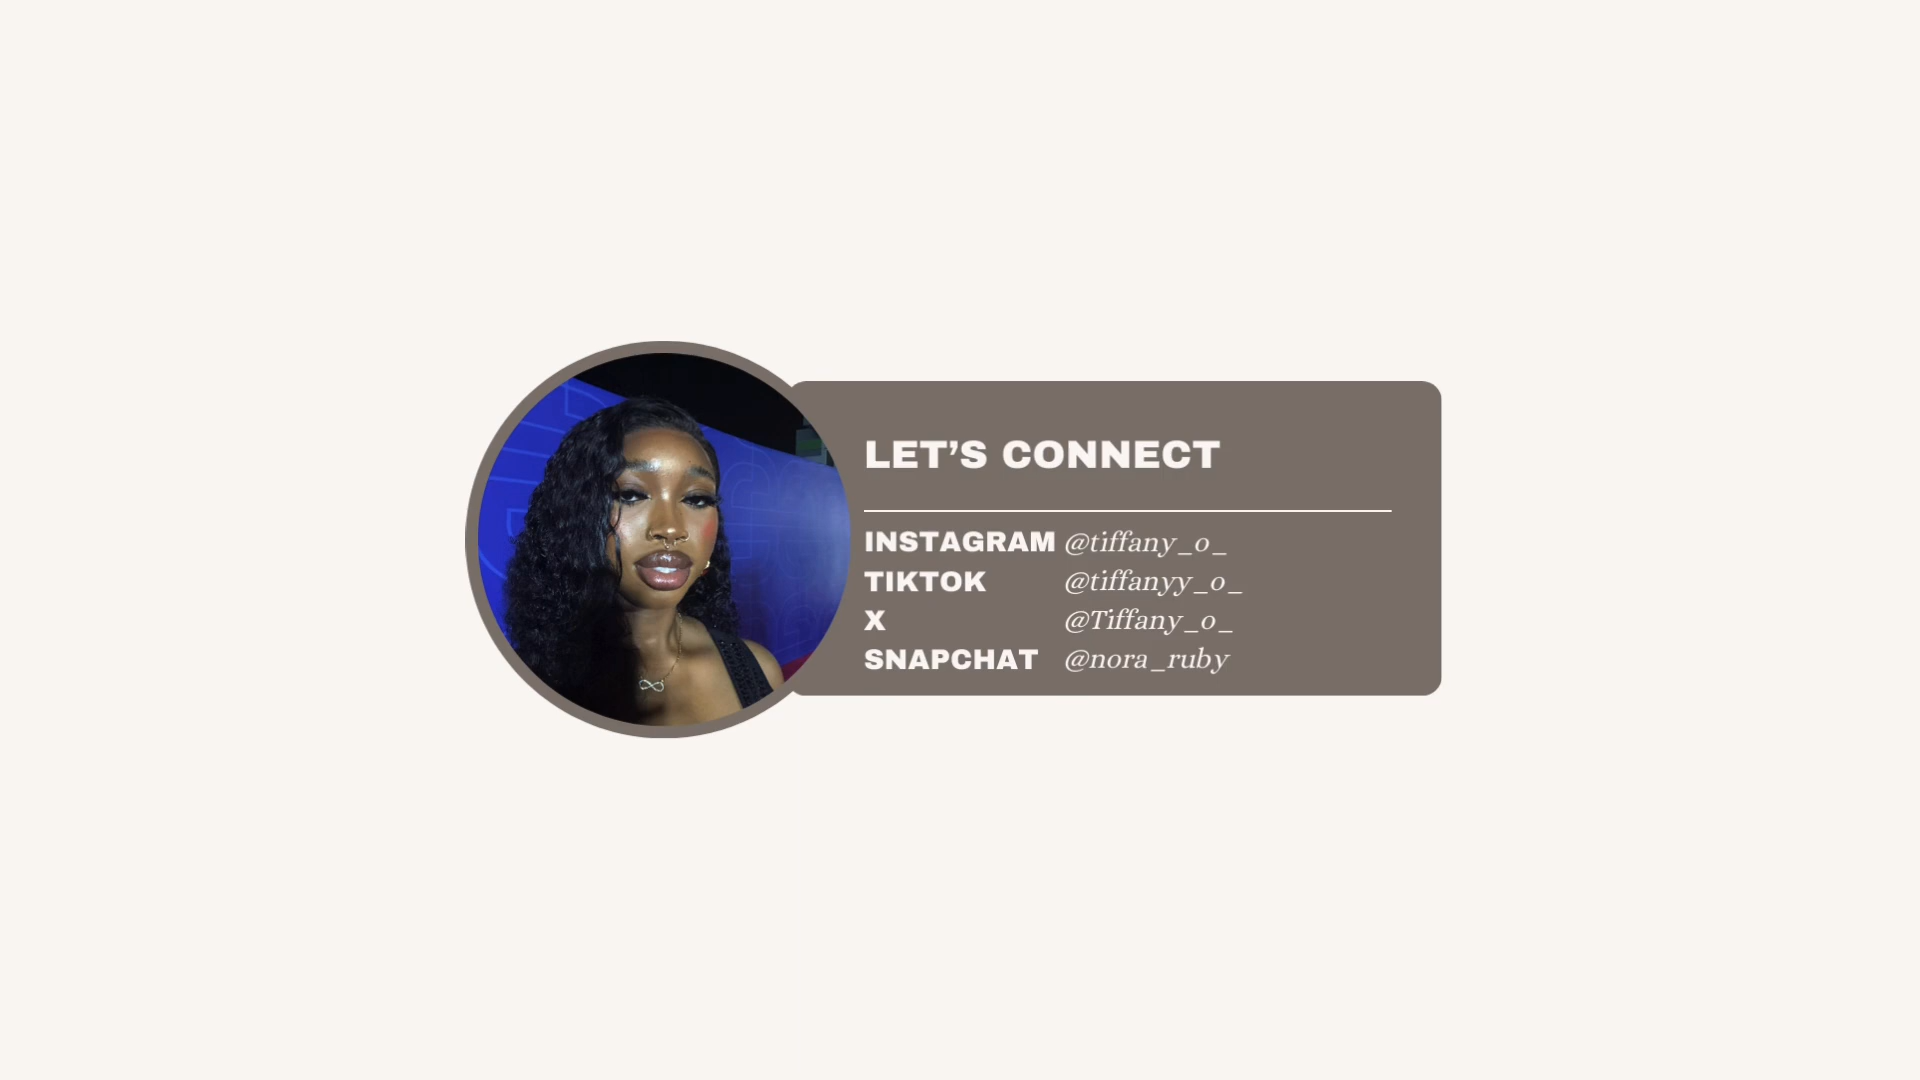 LET’S CONNECT
INSTAGRAM @tiffany_o_
TIKTOK @tiffanyy_o_
X @Tiffany_o_
SNAPCHAT @nora_ruby